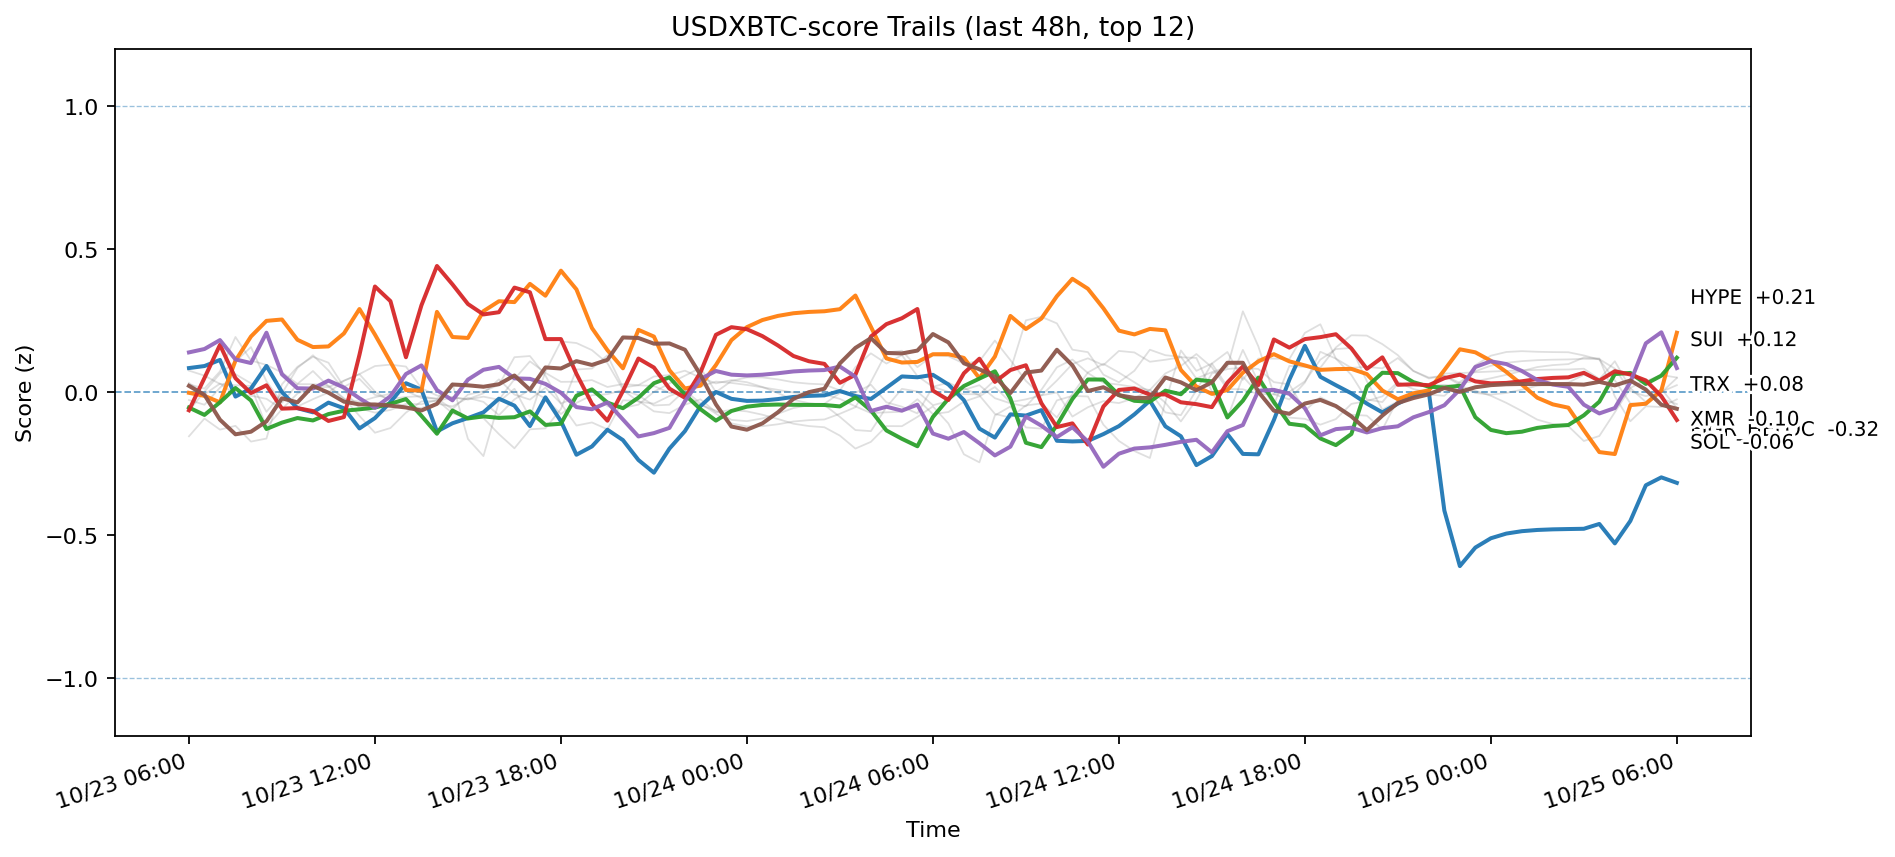 USDXBTC-score Trails (last 48h, top 12)
Score (z)
1.0
0.5
0.0
−0.5
−1.0
HYPE +0.21
SUI +0.12
TRX +0.08
XMR -0.10
-0.32
SOL -0.06
10/23 06:00
10/23 12:00
10/23 18:00
10/24 00:00
10/24 06:00
10/24 12:00
10/24 18:00
10/25 00:00
10/25 06:00
Time